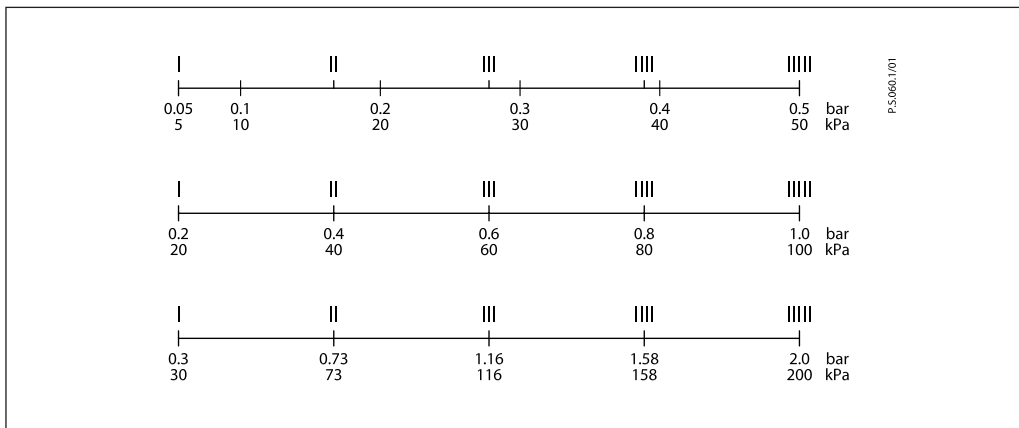 I II III IIII IIIII
0.05 0.1 0.2 0.3 0.4 0.5 bar
5 10 20 30 40 50 kPa
P.S.060.1/01
I II III IIII IIIII
0.2 0.4 0.6 0.8 1.0 bar
20 40 60 80 100 kPa
I II III IIII IIIII
0.3 0.73 1.16 1.58 2.0 bar
30 73 116 158 200 kPa